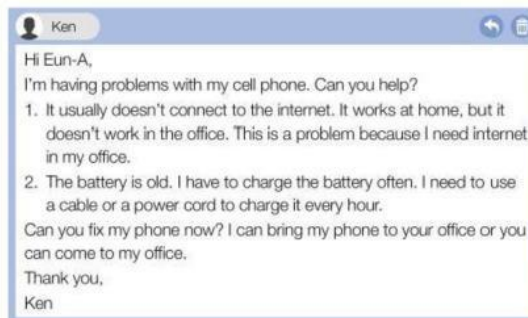 Ken
Hi Eun-A,
I'm having problems with my cell phone. Can you help?
1. It usually doesn't connect to the internet. It works at home, but it
doesn't work in the office. This is a problem because I need internet
in my office.
2. The battery is old. I have to charge the battery often. I need to use
a cable or a power cord to charge it every hour.
Can you fix my phone now? I can bring my phone to your office or you
can come to my office.
Thank you,
Ken